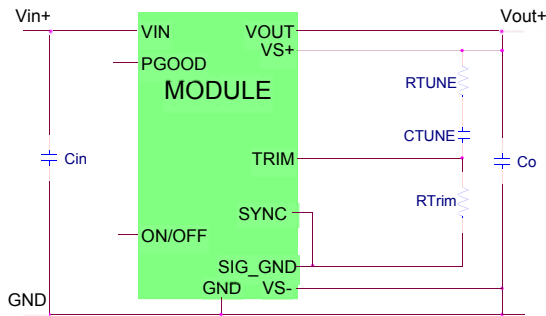 Vin+
Vout+
VIN
VOUT
VS+
PGOOD
RTUNE
MODULE
CTUNE
TRIM
Cin
Co
RTrim
SYNC
ON/OFF
SIG_GND
GND
VS-
GND